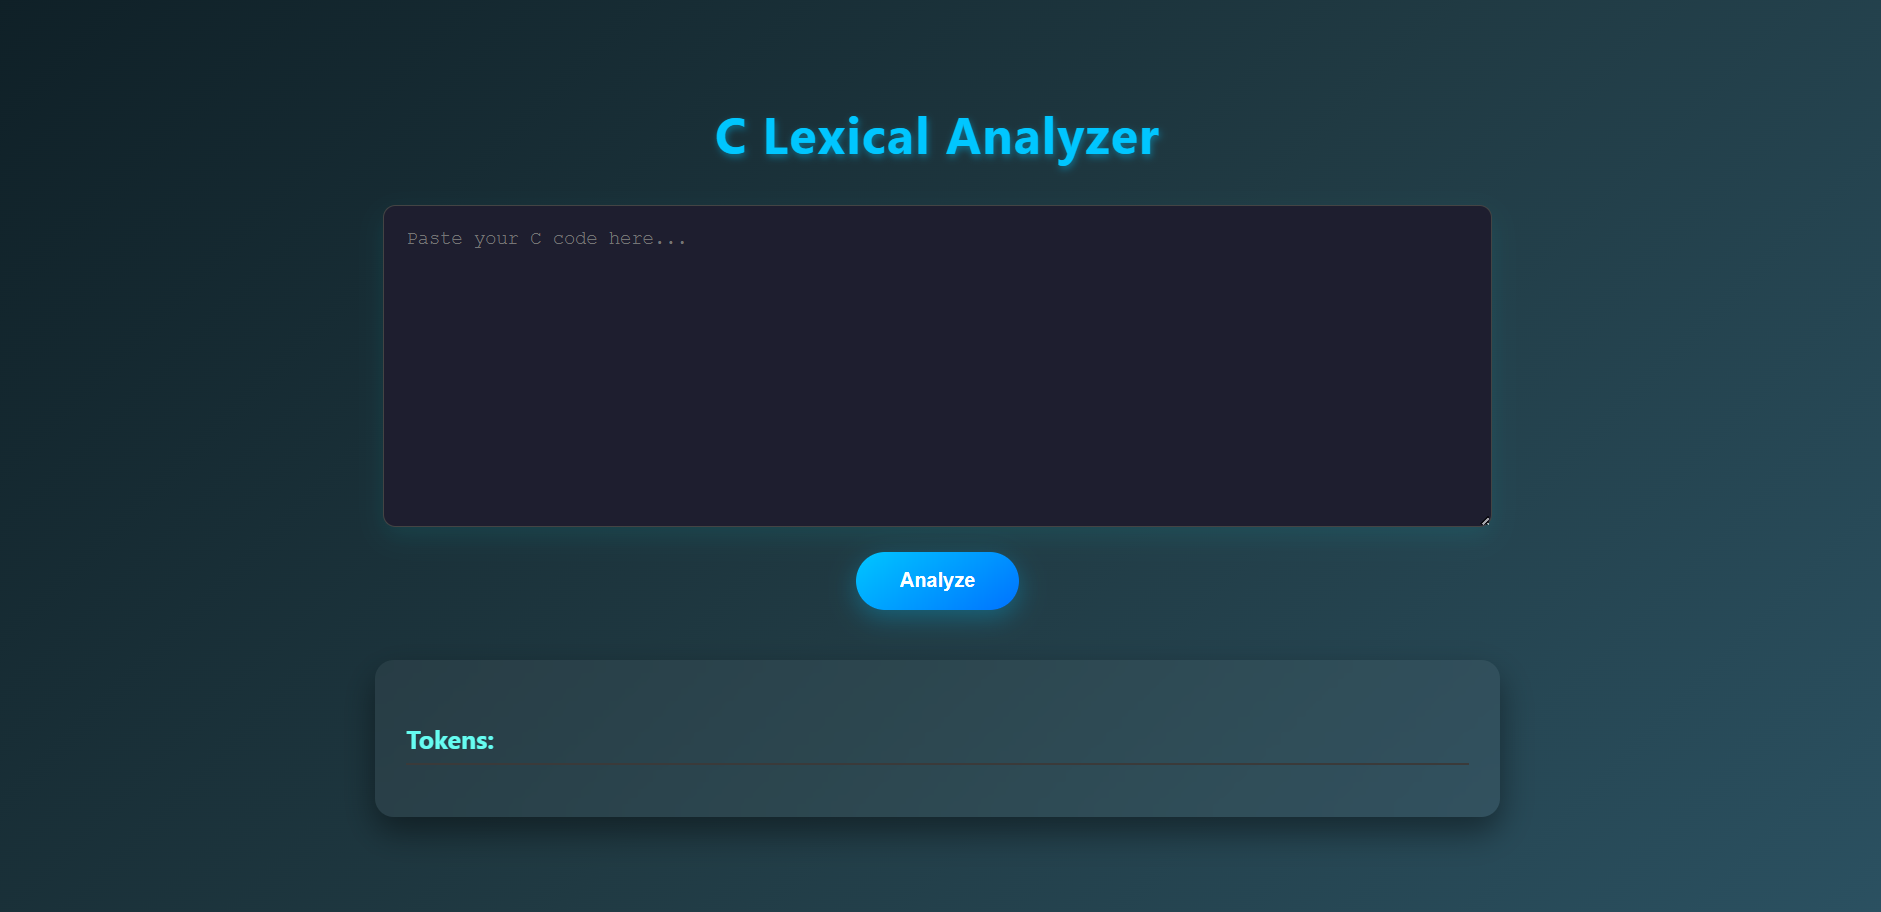 C Lexical Analyzer
Paste your C code here...
Analyze
Tokens: